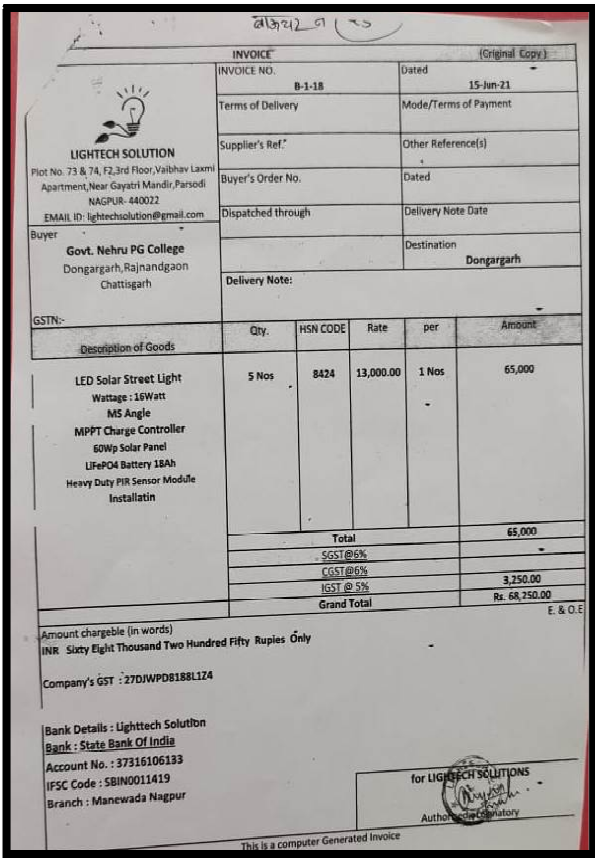 वाऊचर न
INVOICE (Original Copy)
INVOICE NO. Dated
B-1-18 15-Jun-21
Terms of Delivery Mode/Terms of Payment
LIGHTECH SOLUTION
Plot No. 73 & 74, F2,3rd Floor,Vaibhav Laxmi
Apartment,Near Gayatri Mandir,Parsodi
NAGPUR- 440022
EMAIL ID: lightechsolution@gmail.com
Supplier's Ref. Other Reference(s)
Buyer's Order No. Dated
Dispatched through Delivery Note Date
Buyer
Govt. Nehru PG College
Dongargarh,Rajnandgaon
Chattisgarh
GSTN:-
Destination
Dongargarh
Delivery Note:
Description of Goods Qty. HSN CODE Rate per Amount
LED Solar Street Light 5 Nos 8424 13,000.00 1 Nos 65,000
Wattage : 16Watt
MS Angle
MPPT Charge Controller
60Wp Solar Panel
LiFePO4 Battery 18Ah
Heavy Duty PIR Sensor Module
Installatin
Total 65,000
SGST@6%
CGST@6%
IGST @ 5% 3,250.00
Grand Total Rs. 68,250.00
E. & O.E
Amount chargeable (in words)
INR Sixty Eight Thousand Two Hundred Fifty Rupies Only
Company's GST : 27DJWPD8188L1Z4
Bank Details : Lighttech Solution
Bank : State Bank Of India
Account No. : 37316106133
IFSC Code : SBIN0011419
Branch : Manewada Nagpur
for LIGHTECH SOLUTIONS
Authorised Signatory
This is a computer Generated Invoice